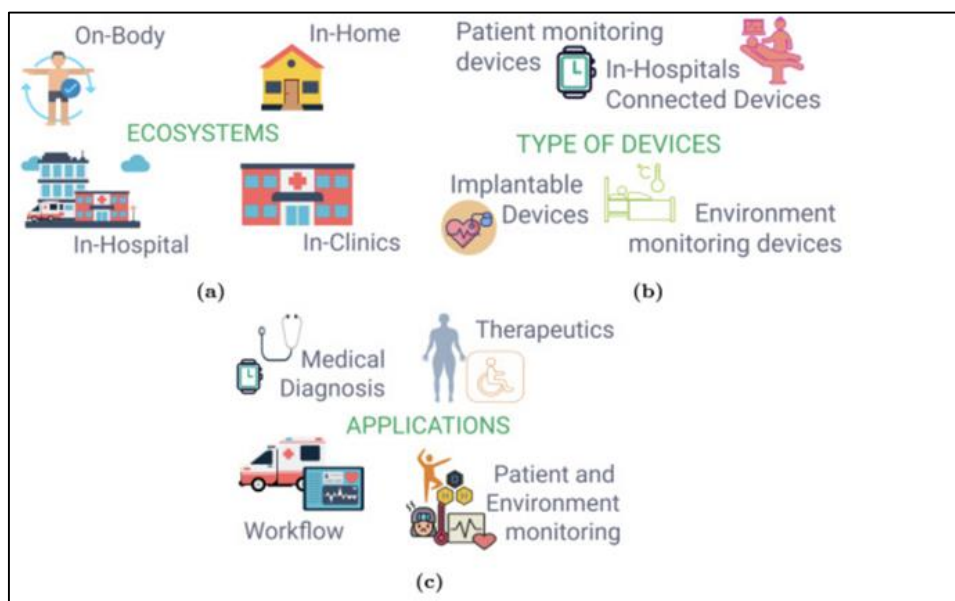 On-Body
In-Home
ECOSYSTEMS
In-Hospital
In-Clinics
(a)
Patient monitoring
devices
In-Hospitals
Connected Devices
TYPE OF DEVICES
°C
Implantable
Devices
Environment
monitoring devices
(b)
Medical
Diagnosis
Therapeutics
APPLICATIONS
Workflow
Patient and
Environment
monitoring
(c)